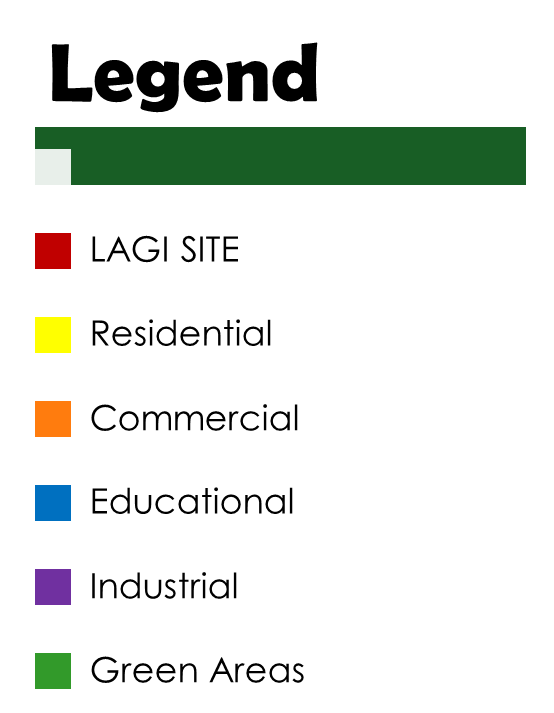 Legend
LAGI SITE
Residential
Commercial
Educational
Industrial
Green Areas